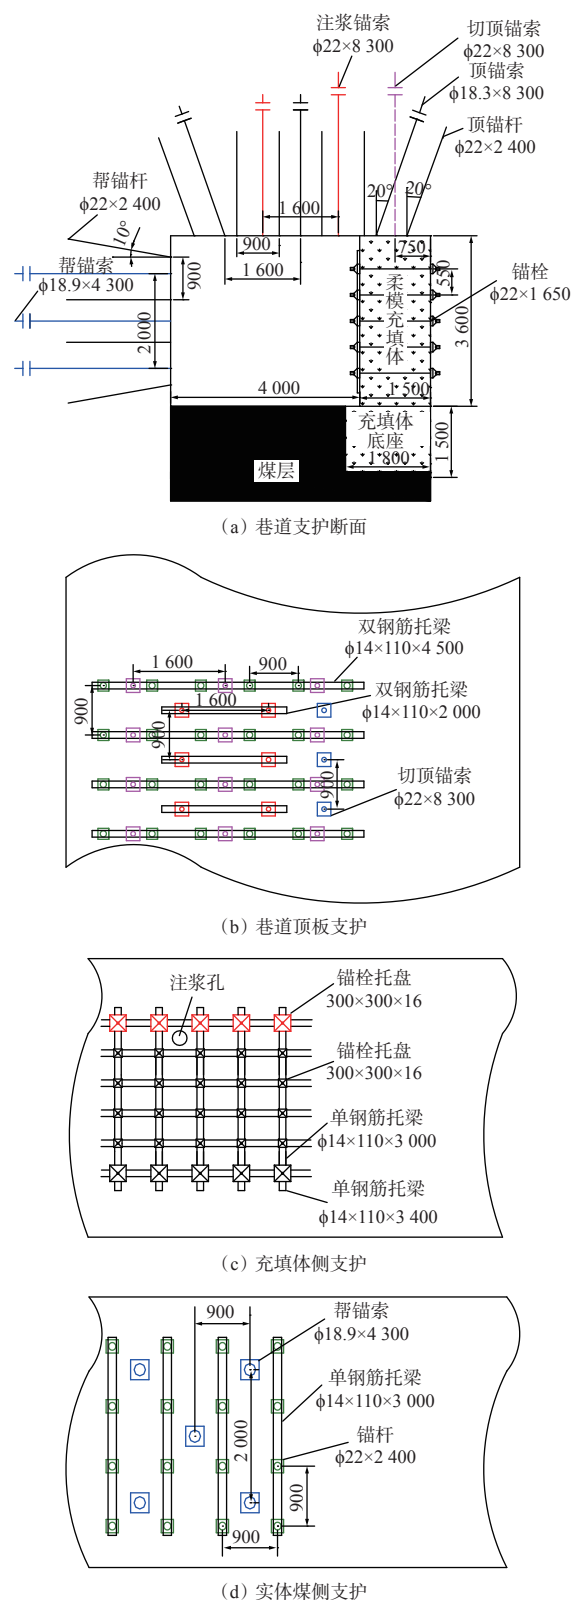 注浆锚索
ϕ22×8 300
切顶锚索
ϕ22×8 300
顶锚索
ϕ18.3×8 300
顶锚杆
ϕ22×2 400
帮锚杆
ϕ22×2 400
20°
20°
1 600
10°
900
750
帮锚索
ϕ18.9×4 300
900
1 600
550
锚栓
ϕ22×1 650
2 000
柔模充填体
3 600
4 000
1 500
充填体
底座
1 800
1 500
煤层
(a) 巷道支护断面
双钢筋托梁
ϕ14×110×4 500
1 600
900
双钢筋托梁
ϕ14×110×2 000
900
1 600
900
900
切顶锚索
ϕ22×8 300
(b) 巷道顶板支护
注浆孔
锚栓托盘
300×300×16
锚栓托盘
300×300×16
单钢筋托梁
ϕ14×110×3 000
单钢筋托梁
ϕ14×110×3 400
(c) 充填体侧支护
900
帮锚索
ϕ18.9×4 300
单钢筋托梁
ϕ14×110×3 000
2 000
锚杆
ϕ22×2 400
900
900
(d) 实体煤侧支护